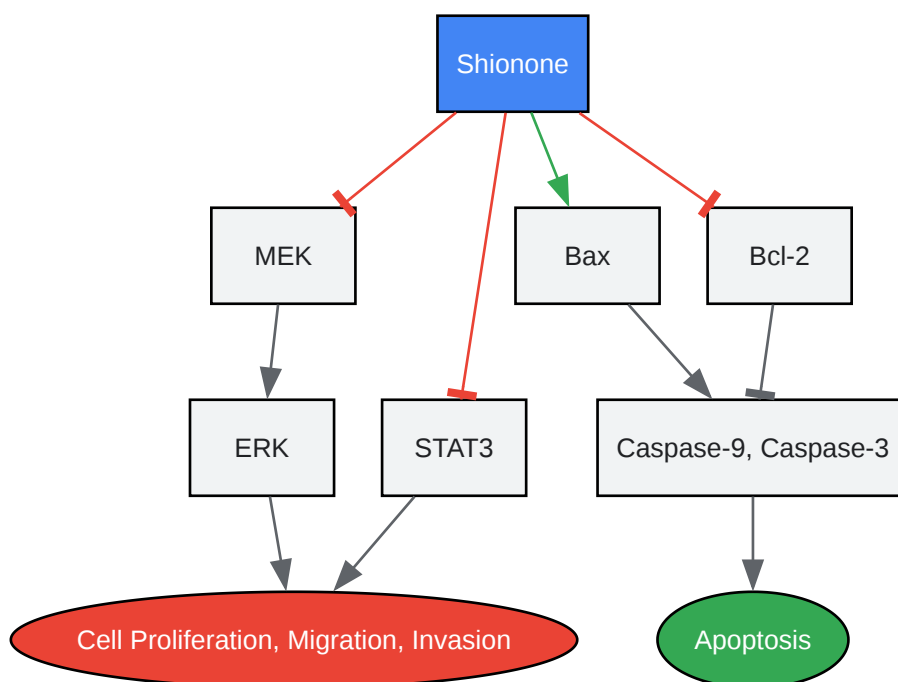 Shionone
MEK
Bax
Bcl-2
ERK
STAT3
Caspase-9, Caspase-3
Cell Proliferation, Migration, Invasion
Apoptosis